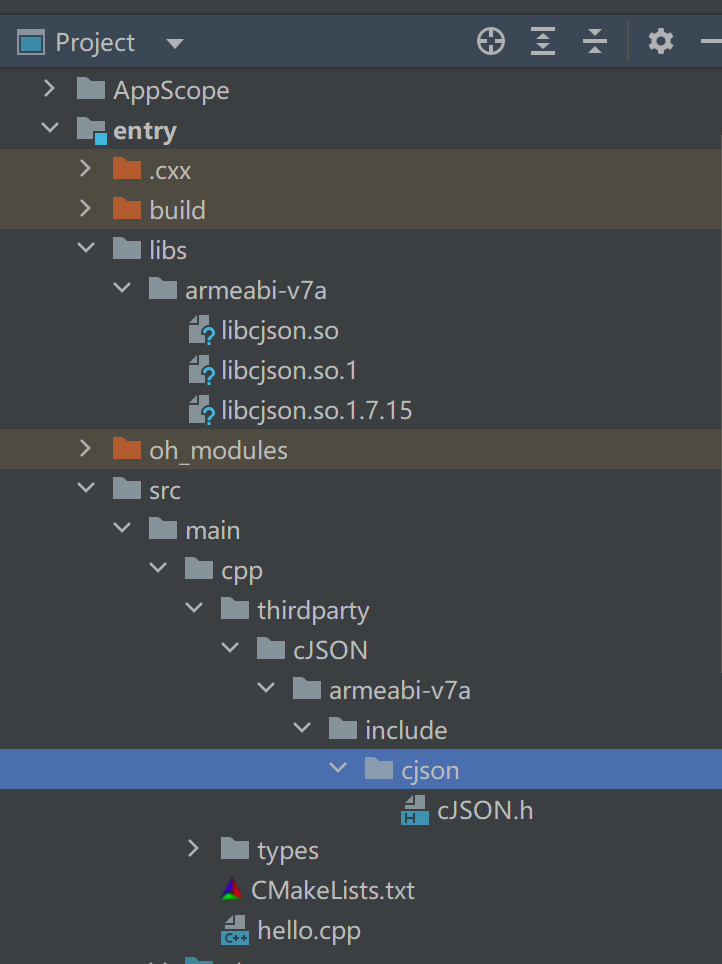 Project
AppScope
entry
.cxx
build
libs
armeabi-v7a
libcjson.so
libcjson.so.1
libcjson.so.1.7.15
oh_modules
src
main
cpp
thirdparty
cJSON
armeabi-v7a
include
cjson
cJSON.h
types
CMakeLists.txt
hello.cpp